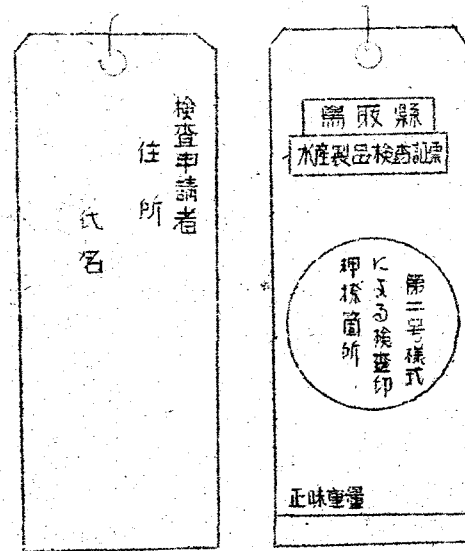 鳥取縣
水産製品検査証票
第二号様式
による検査印
押捺箇所
正味重量
検査申請者
住所
氏名